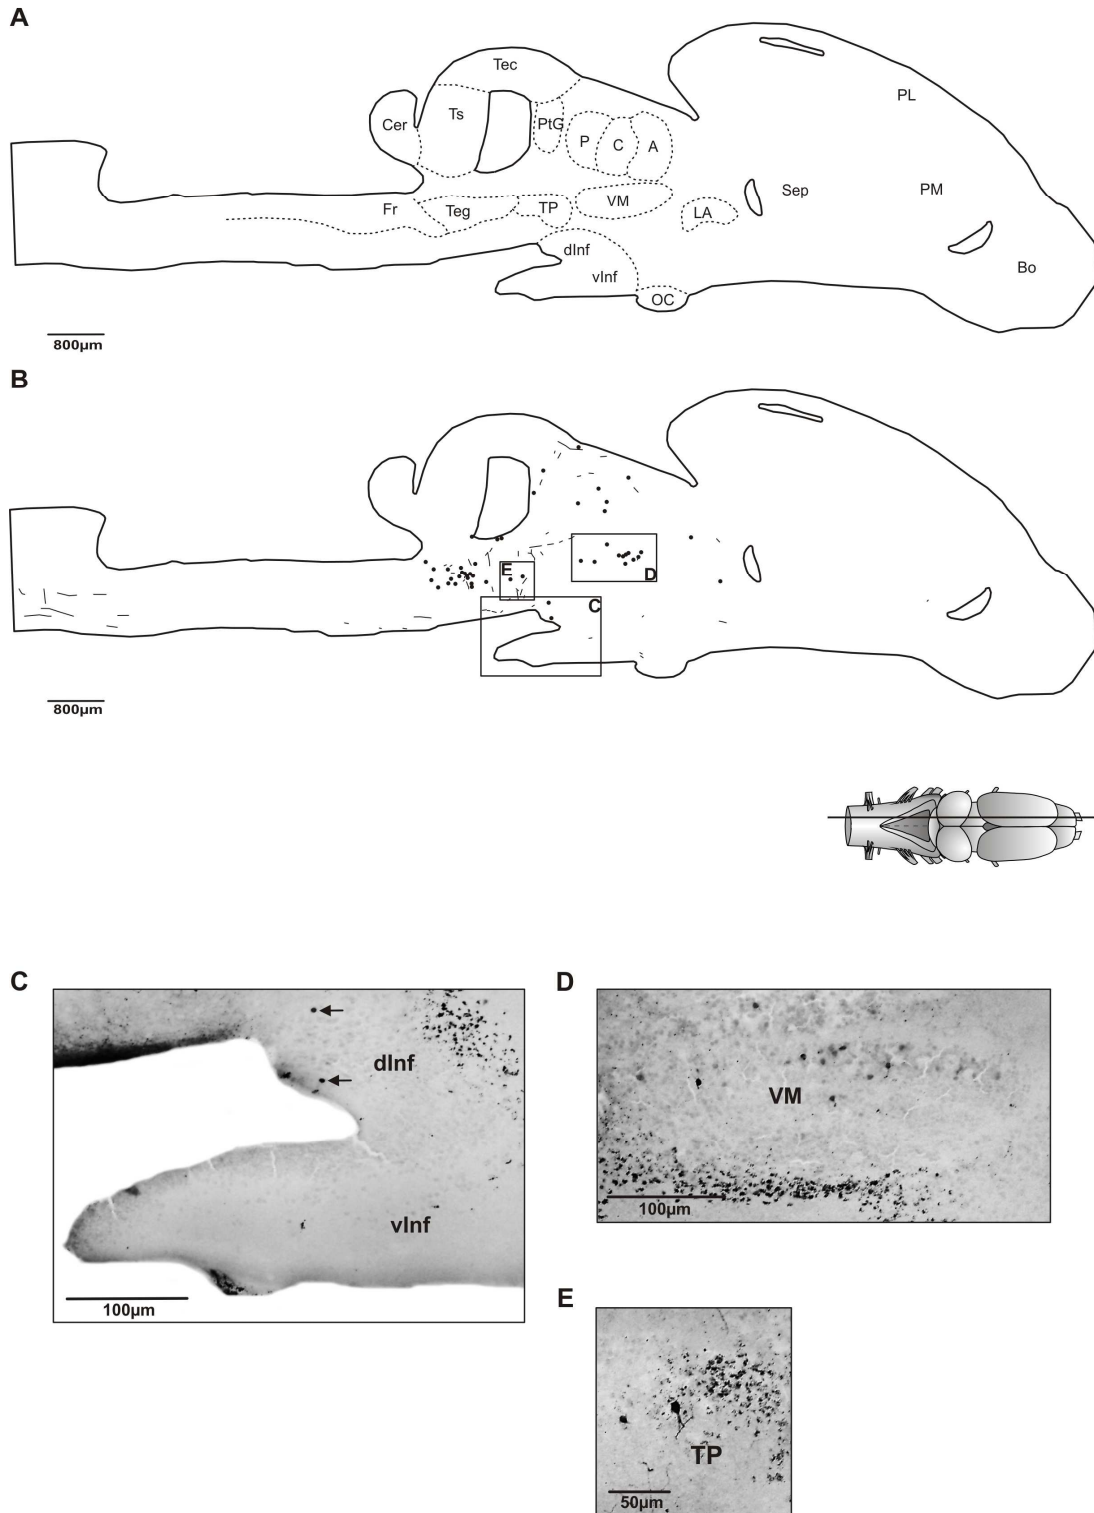 A
Tec
PL
Cer
Ts
PtG
P
C
A
Sep
PM
Fr
Teg
TP
VM
LA
dInf
vInf
Bo
OC
800µm
B
E
D
C
800µm
C
dInf
vInf
100µm
D
VM
100µm
E
TP
50µm